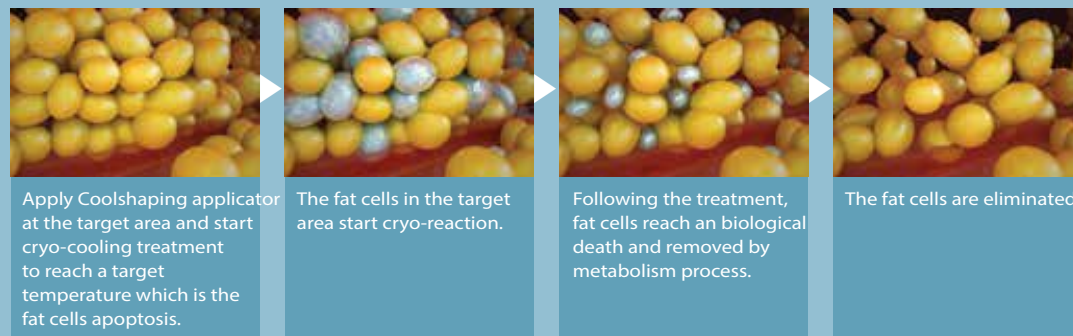 Apply Coolshaping applicator
at the target area and start
cryo-cooling treatment
to reach a target
temperature which is the
fat cells apoptosis.
The fat cells in the target
area start cryo-reaction.
Following the treatment,
fat cells reach an biological
death and removed by
metabolism process.
The fat cells are eliminated